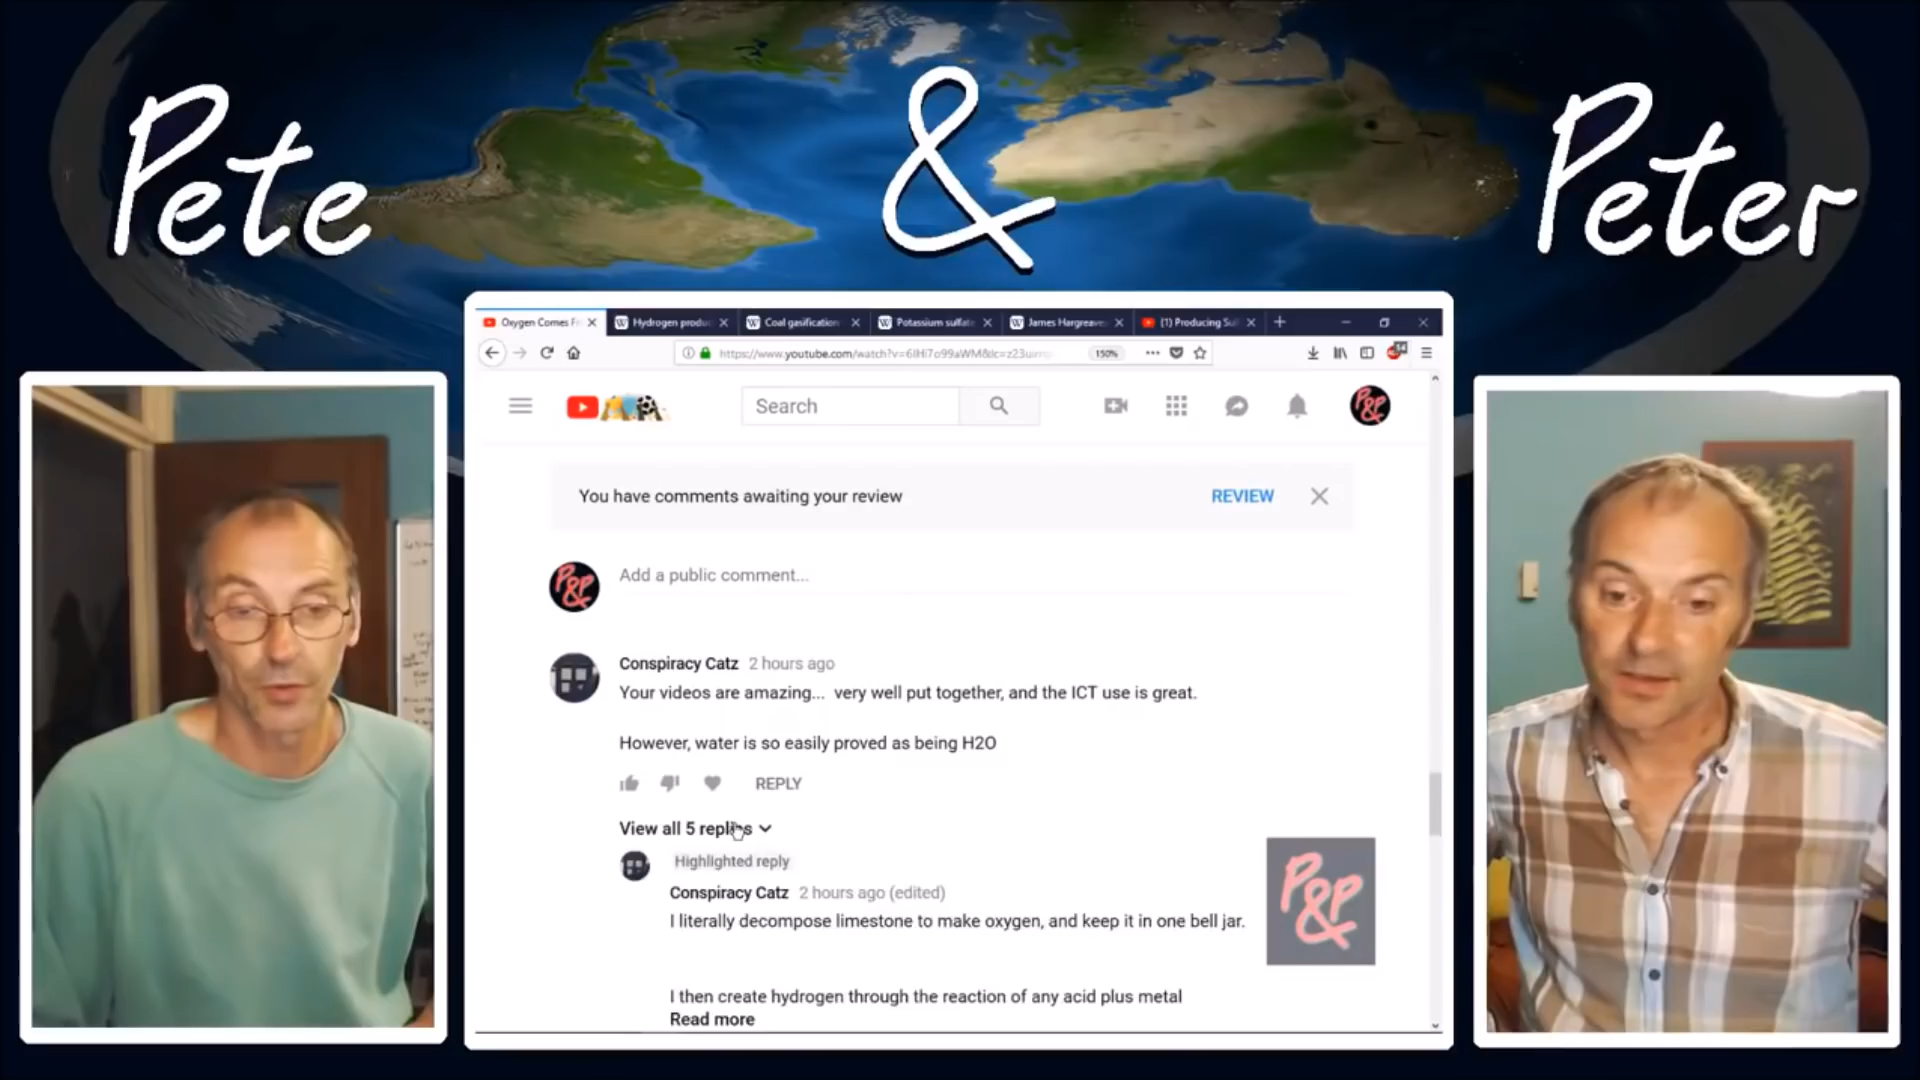 Pete & Peter
Oxygen Comes Fr
Hydrogen produc
Coal gasification
Potassium sulfate
James Hargreaves
(1) Producing Sul
150%
Search
P&P
You have comments awaiting your review
REVIEW
P&P
Add a public comment...
Conspiracy Catz 2 hours ago
Your videos are amazing... very well put together, and the ICT use is great.
However, water is so easily proved as being H2O
REPLY
View all 5 replies
Highlighted reply
Conspiracy Catz 2 hours ago (edited)
I literally decompose limestone to make oxygen, and keep it in one bell jar.
P&P
I then create hydrogen through the reaction of any acid plus metal
Read more